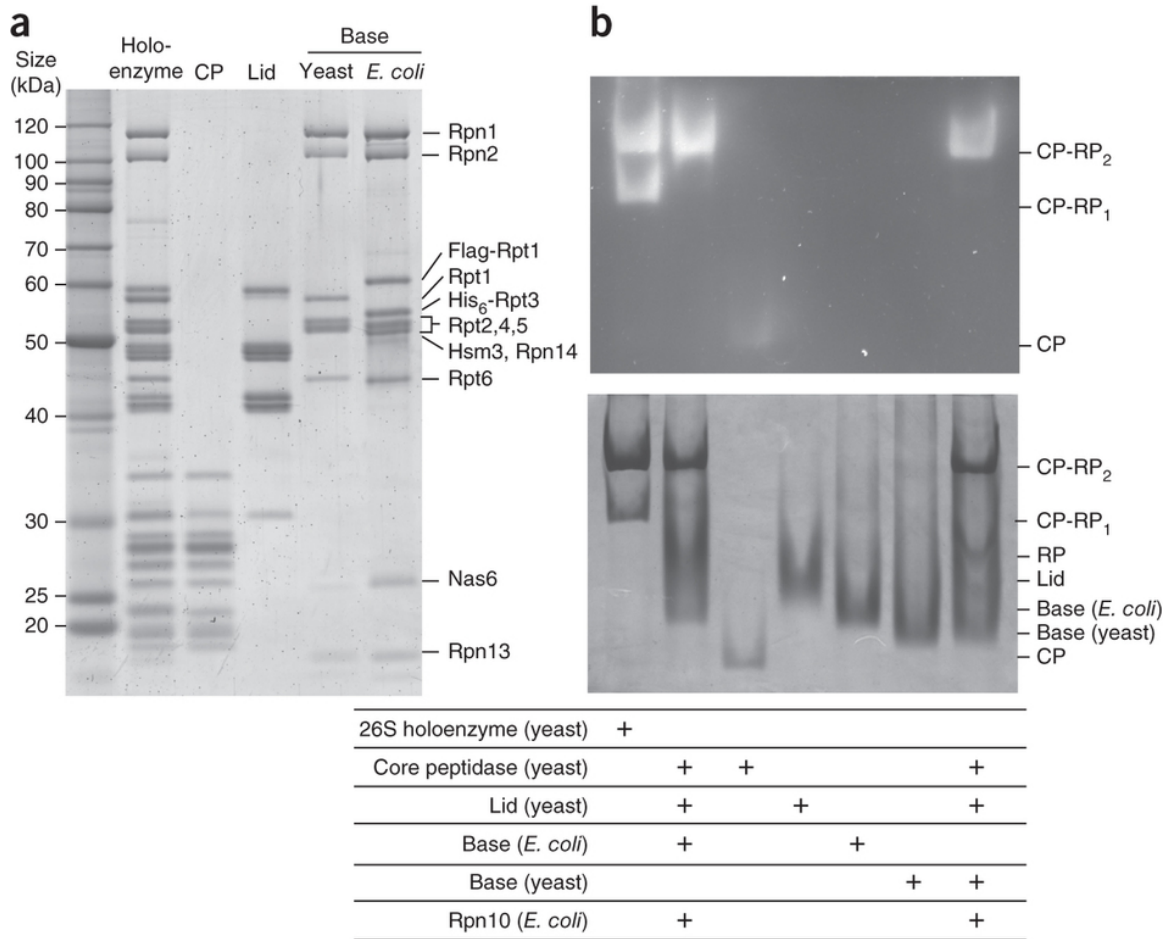 a
Size
(kDa)
Holo-
enzyme
CP
Lid
Base
Yeast
E. coli
120
100
90
80
70
60
50
40
30
25
20
Rpn1
Rpn2
Flag-Rpt1
Rpt1
His6-Rpt3
Rpt2,4,5
Hsm3, Rpn14
Rpt6
Nas6
Rpn13
b
CP-RP2
CP-RP1
CP
CP-RP2
CP-RP1
RP
Lid
Base (E. coli)
Base (yeast)
CP
26S holoenzyme (yeast) +
Core peptidase (yeast) + + +
Lid (yeast) + + +
Base (E. coli) + +
Base (yeast) + +
Rpn10 (E. coli) + +